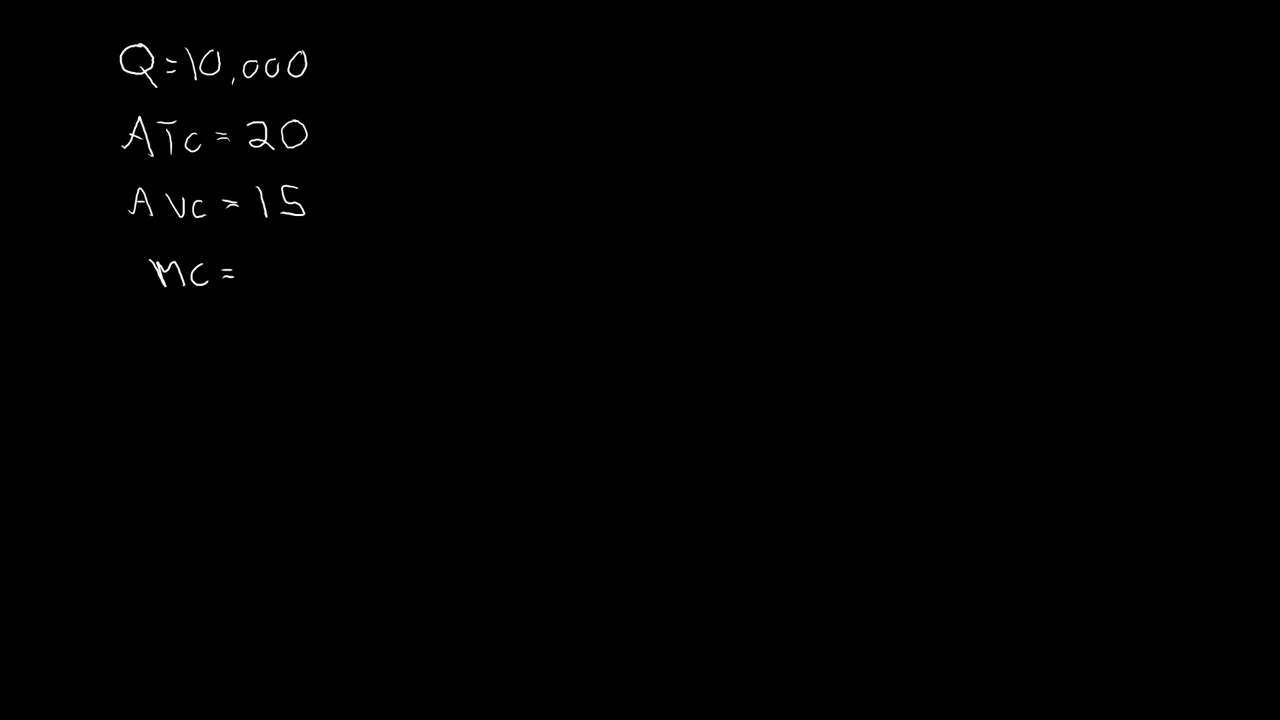 Q=10,000
ATC = 20
AVC = 15
MC =